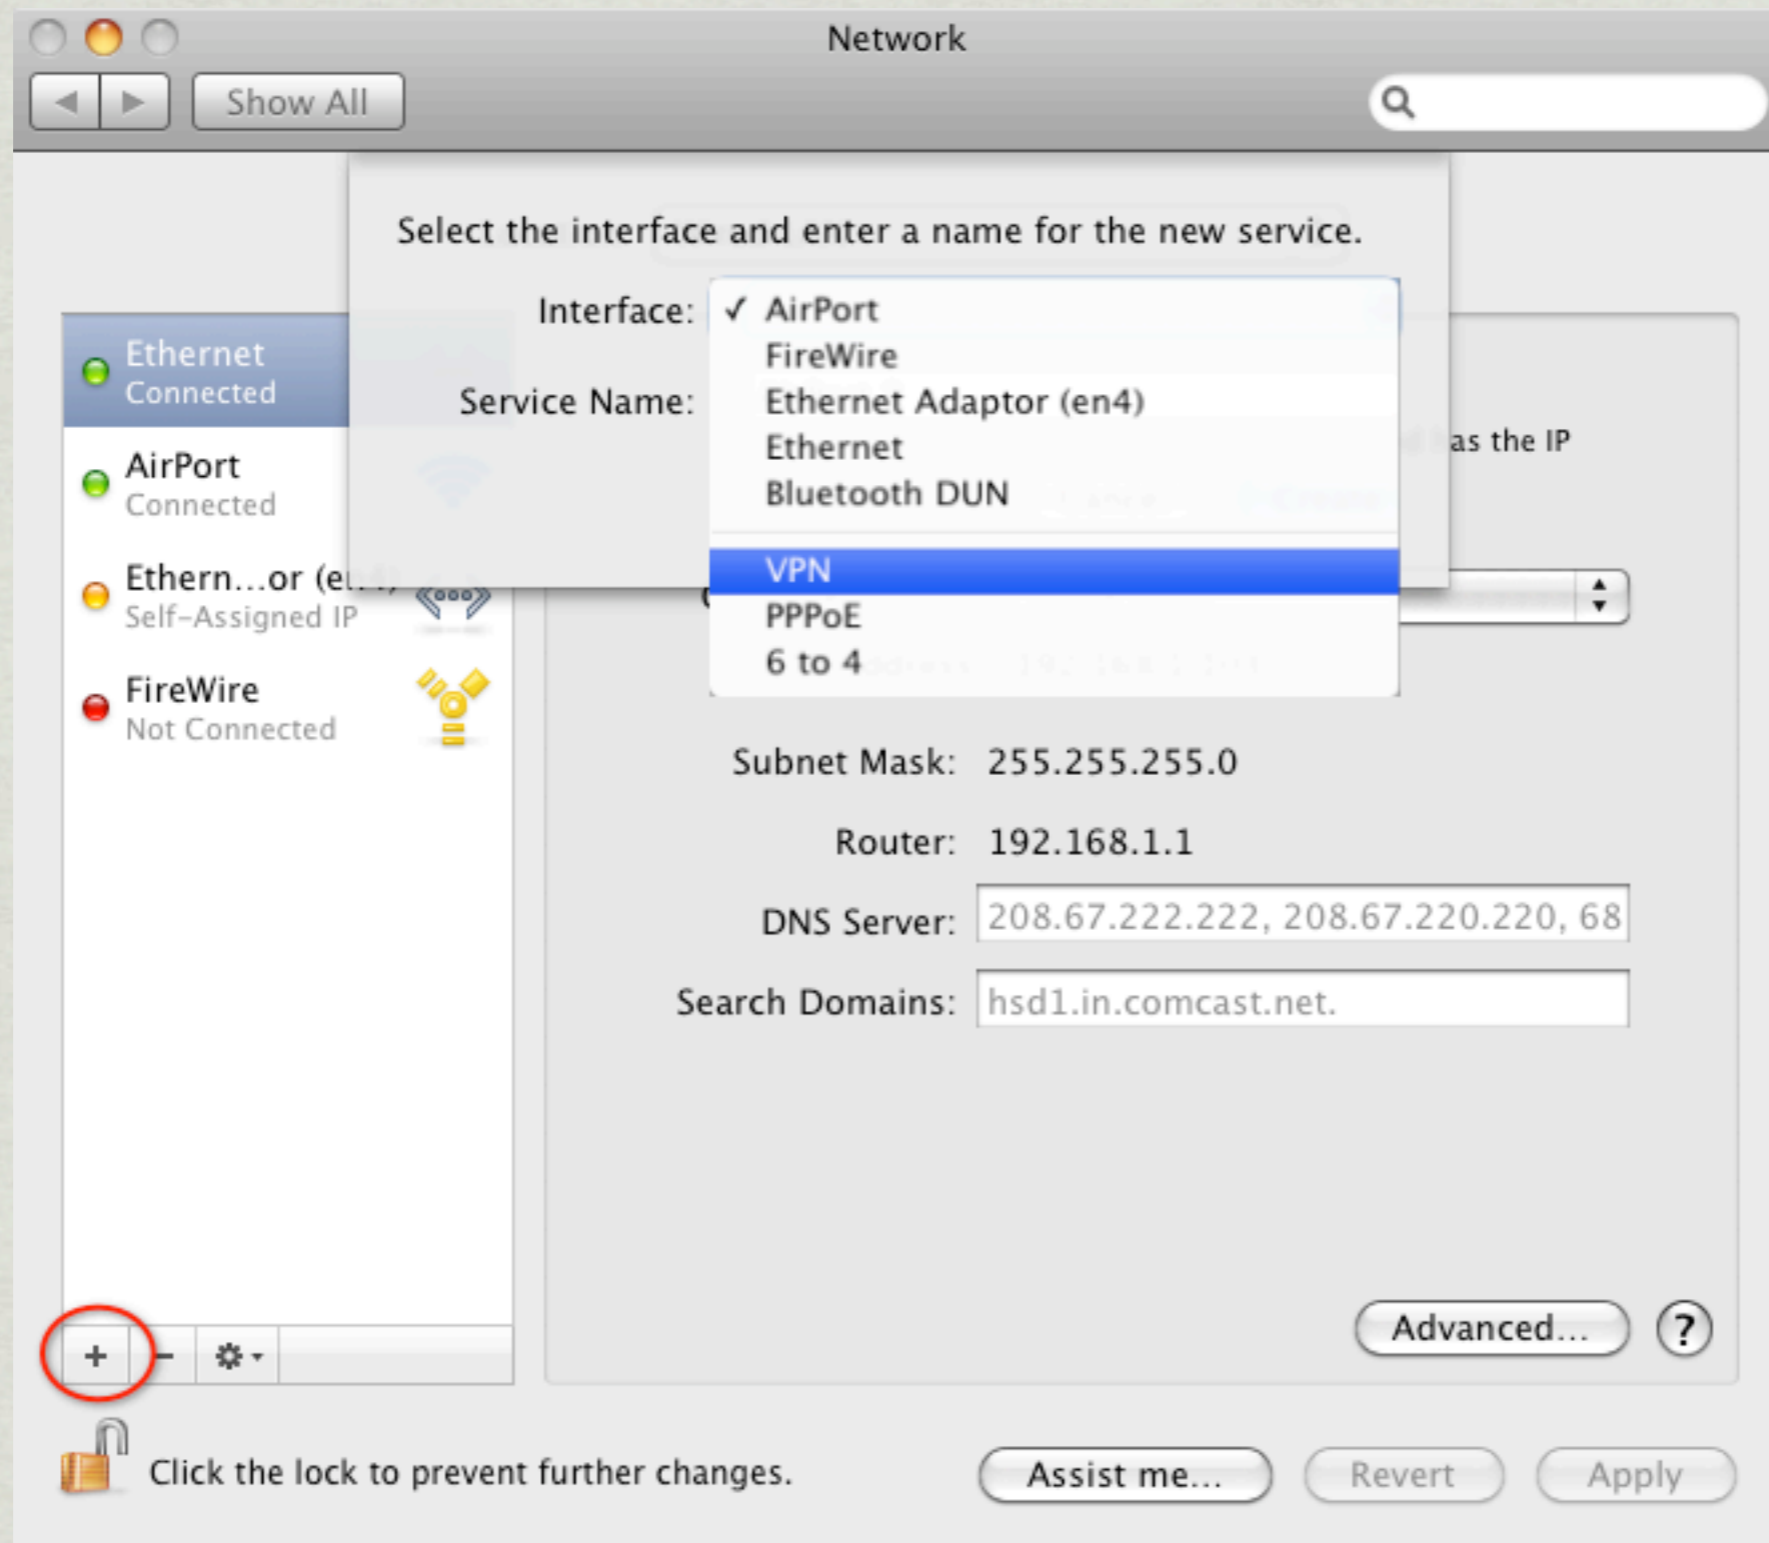 Network
Show All
Select the interface and enter a name for the new service.
Interface:
✓ AirPort
FireWire
Service Name:
Ethernet Adaptor (en4)
Ethernet
Bluetooth DUN
VPN
PPPoE
6 to 4
Ethernet
Connected
AirPort
Connected
Ethern...or (en4)
Self-Assigned IP
FireWire
Not Connected
as the IP
Subnet Mask: 255.255.255.0
Router: 192.168.1.1
DNS Server: 208.67.222.222, 208.67.220.220, 68
Search Domains: hsd1.in.comcast.net.
+ −
Advanced...
?
Click the lock to prevent further changes.
Assist me...
Revert
Apply